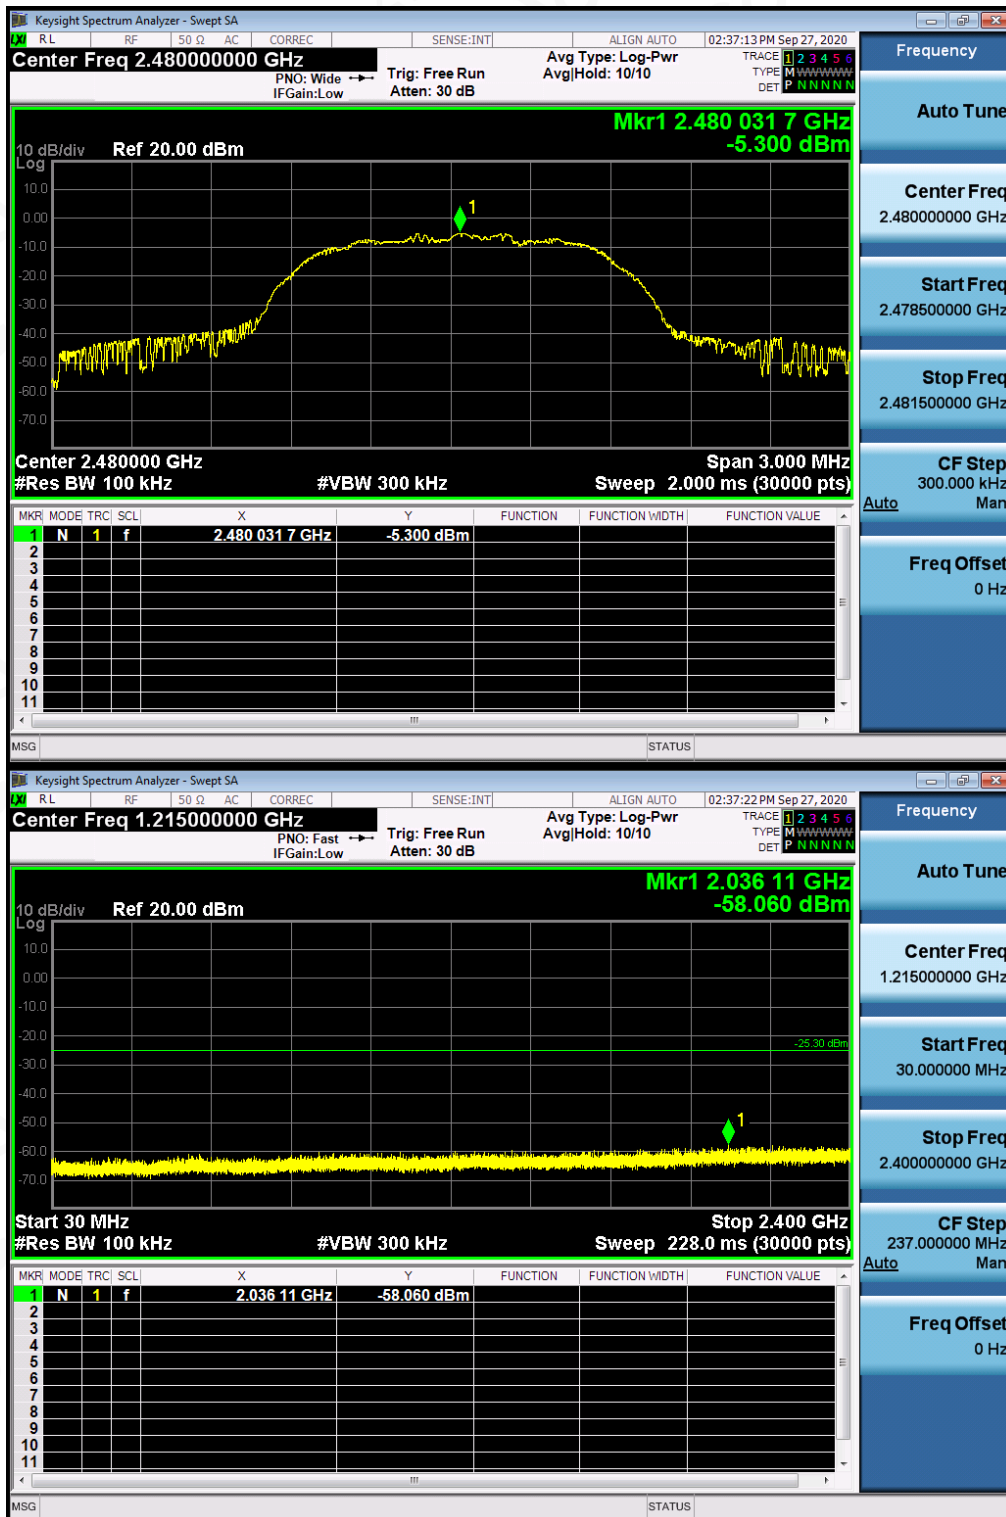 Keysight Spectrum Analyzer - Swept SA
LXI RL RF 50 Ω AC CORREC SENSE:INT ALIGN AUTO 02:37:13 PM Sep 27, 2020
Center Freq 2.480000000 GHz
PNO: Wide
IFGain:Low
Trig: Free Run
Atten: 30 dB
Avg Type: Log-Pwr
Avg|Hold: 10/10
TRACE 1 2 3 4 5 6
TYPE M WWWWW
DET P N N N N N
Mkr1 2.480 031 7 GHz
-5.300 dBm
10 dB/div Ref 20.00 dBm
Log
10.0
0.00
-10.0
-20.0
-30.0
-40.0
-50.0
-60.0
-70.0
1
Center 2.480000 GHz Span 3.000 MHz
#Res BW 100 kHz #VBW 300 kHz Sweep 2.000 ms (30000 pts)
MKR MODE TRC SCL X Y FUNCTION FUNCTION WIDTH FUNCTION VALUE
1 N 1 f 2.480 031 7 GHz -5.300 dBm
2
3
4
5
6
7
8
9
10
11
MSG STATUS
Frequency
Auto Tune
Center Freq
2.480000000 GHz
Start Freq
2.478500000 GHz
Stop Freq
2.481500000 GHz
CF Step
300.000 kHz
Auto Man
Freq Offset
0 Hz
Keysight Spectrum Analyzer - Swept SA
LXI RL RF 50 Ω AC CORREC SENSE:INT ALIGN AUTO 02:37:22 PM Sep 27, 2020
Center Freq 1.215000000 GHz
PNO: Fast
IFGain:Low
Trig: Free Run
Atten: 30 dB
Avg Type: Log-Pwr
Avg|Hold: 10/10
TRACE 1 2 3 4 5 6
TYPE M WWWWW
DET P N N N N N
Mkr1 2.036 11 GHz
-58.060 dBm
10 dB/div Ref 20.00 dBm
Log
10.0
0.00
-10.0
-20.0
-30.0
-40.0
-50.0
-60.0
-70.0
-25.30 dBm
1
Start 30 MHz Stop 2.400 GHz
#Res BW 100 kHz #VBW 300 kHz Sweep 228.0 ms (30000 pts)
MKR MODE TRC SCL X Y FUNCTION FUNCTION WIDTH FUNCTION VALUE
1 N 1 f 2.036 11 GHz -58.060 dBm
2
3
4
5
6
7
8
9
10
11
MSG STATUS
Frequency
Auto Tune
Center Freq
1.215000000 GHz
Start Freq
30.000000 MHz
Stop Freq
2.400000000 GHz
CF Step
237.000000 MHz
Auto Man
Freq Offset
0 Hz